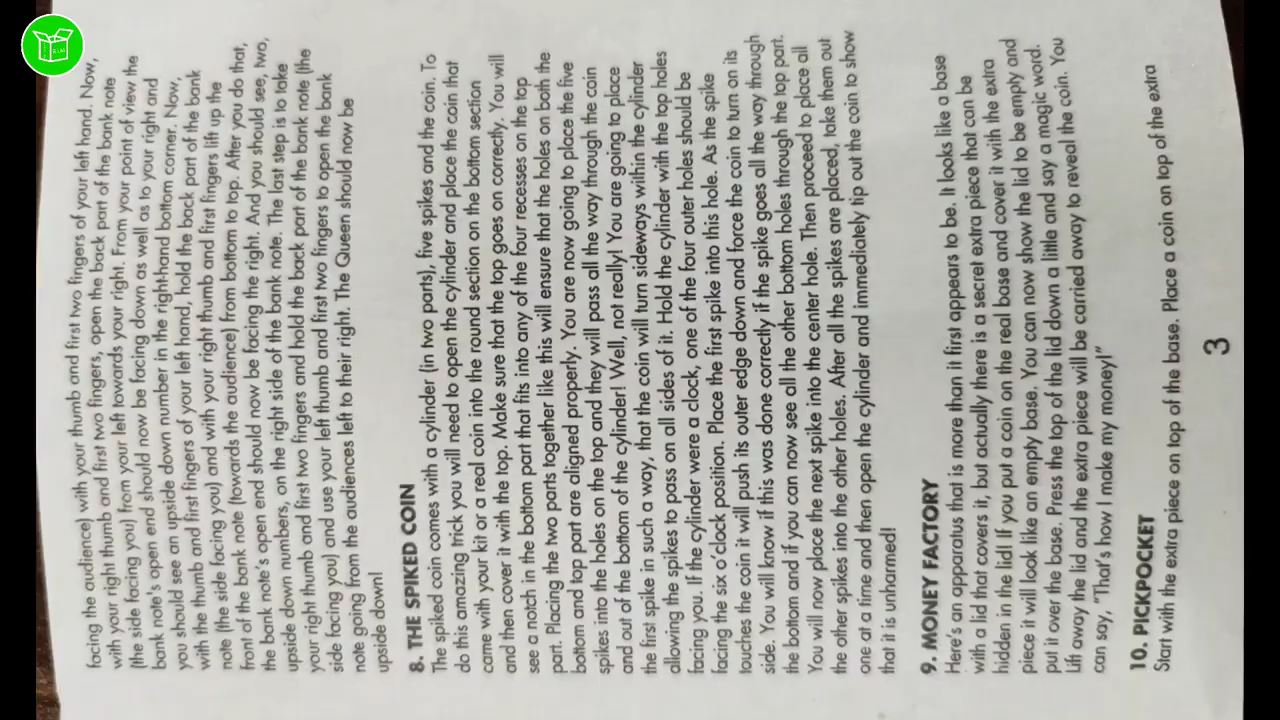 facing the audience) with your thumb and first two fingers of your left hand. Now,
with your right thumb and first two fingers, open the back part of the bank note
(the side facing you) from your left towards your right. From your point of view the
bank note's open end should now be facing down as well as to your right and
you should see an upside down number in the right-hand bottom corner. Now,
with the thumb and first fingers of your left hand, hold the back part of the bank
note (the side facing you) and with your right thumb and first fingers lift up the
front of the bank note (towards the audience) from bottom to top. After you do that,
the bank note's open end should now be facing the right. And you should see, two,
upside down numbers, on the right side of the bank note. The last step is to take
your right thumb and first two fingers and hold the back part of the bank note (the
side facing you) and use your left thumb and first two fingers to open the bank
note going from the audiences left to their right. The Queen should now be
upside down!
8. THE SPIKED COIN
The spiked coin comes with a cylinder (in two parts), five spikes and the coin. To
do this amazing trick you will need to open the cylinder and place the coin that
came with your kit or a real coin into the round section on the bottom section
and then cover it with the top. Make sure that the top goes on correctly. You will
see a notch in the bottom part that fits into any of the four recesses on the top
part. Placing the two parts together like this will ensure that the holes on both the
bottom and top part are aligned properly. You are now going to place the five
spikes into the holes on the top and they will pass all the way through the coin
and out of the bottom of the cylinder! Well, not really! You are going to place
the first spike in such a way, that the coin will turn sideways within the cylinder
allowing the spikes to pass on all sides of it. Hold the cylinder with the top holes
facing you. If the cylinder were a clock, one of the four outer holes should be
facing the six o'clock position. Place the first spike into this hole. As the spike
touches the coin it will push its outer edge down and force the coin to turn on its
side. You will know if this was done correctly if the spike goes all the way through
the bottom and if you can now see all the other bottom holes through the top part.
You will now place the next spike into the center hole. Then proceed to place all
the other spikes into the other holes. After all the spikes are placed, take them out
one at a time and then open the cylinder and immediately tip out the coin to show
that it is unharmed!
9. MONEY FACTORY
Here's an apparatus that is more than it first appears to be. It looks like a base
with a lid that covers it, but actually there is a secret extra piece that can be
hidden in the lid! If you put a coin on the real base and cover it with the extra
piece it will look like an empty base. You can now show the lid to be empty and
put it over the base. Press the top of the lid down a little and say a magic word.
Lift away the lid and the extra piece will be carried away to reveal the coin. You
can say, "That's how I make my money!"
10. PICKPOCKET
Start with the extra piece on top of the base. Place a coin on top of the extra
3